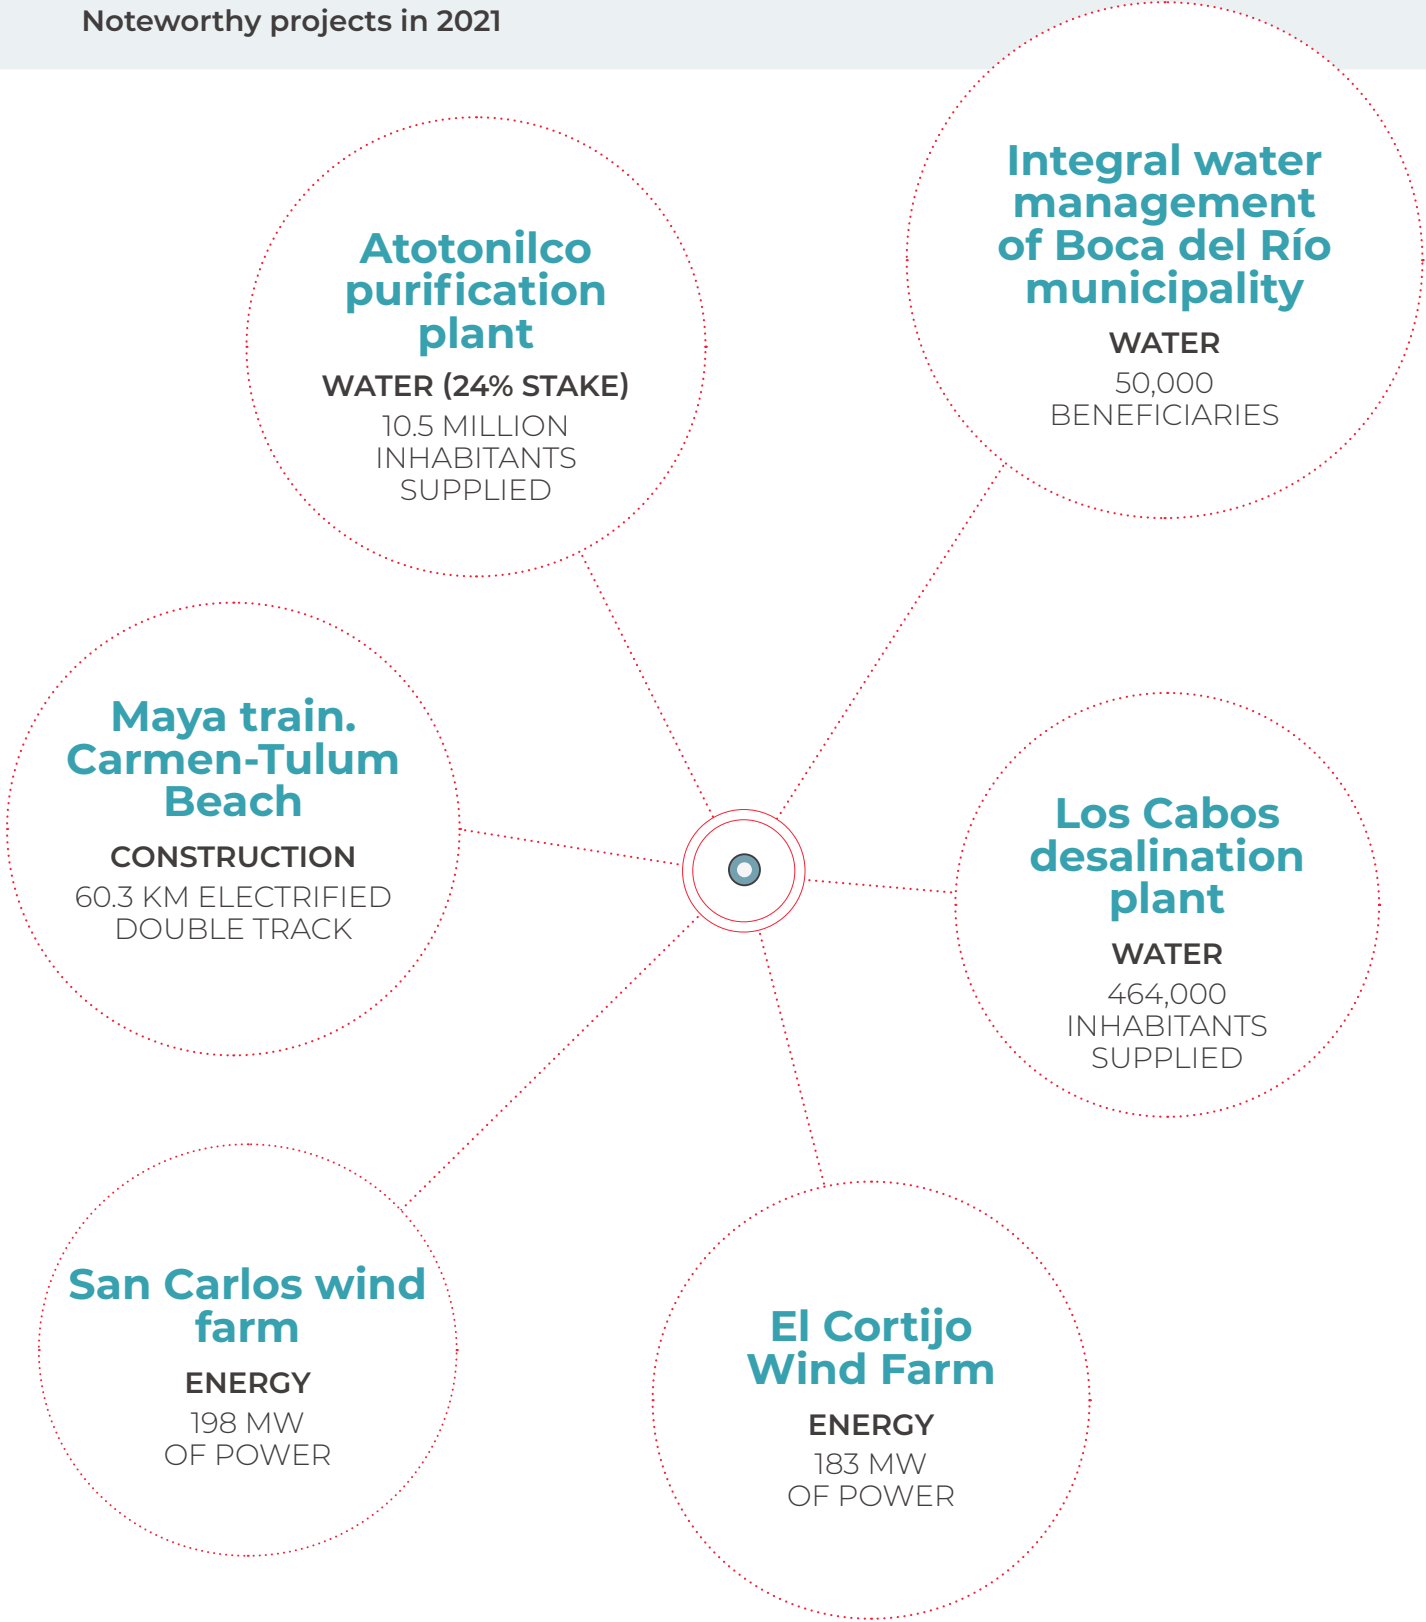 Noteworthy projects in 2021
Integral water
management
of Boca del Río
municipality
WATER
50,000
BENEFICIARIES
Atotonilco
purification
plant
WATER (24% STAKE)
10.5 MILLION
INHABITANTS
SUPPLIED
Maya train.
Carmen-Tulum
Beach
CONSTRUCTION
60.3 KM ELECTRIFIED
DOUBLE TRACK
Los Cabos
desalination
plant
WATER
464,000
INHABITANTS
SUPPLIED
San Carlos wind
farm
ENERGY
198 MW
OF POWER
El Cortijo
Wind Farm
ENERGY
183 MW
OF POWER